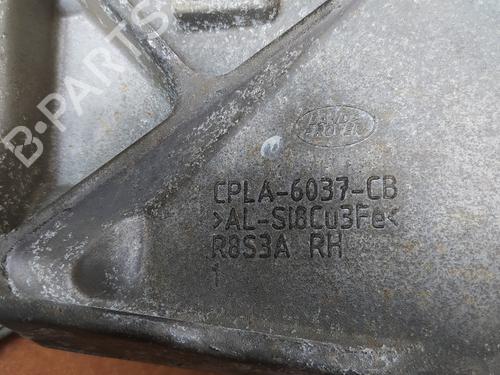 B-PARTS
LAND
ROVER
CPLA-6037-CB
>AL-SI8Cu3Fe<
R8S3A RH
1